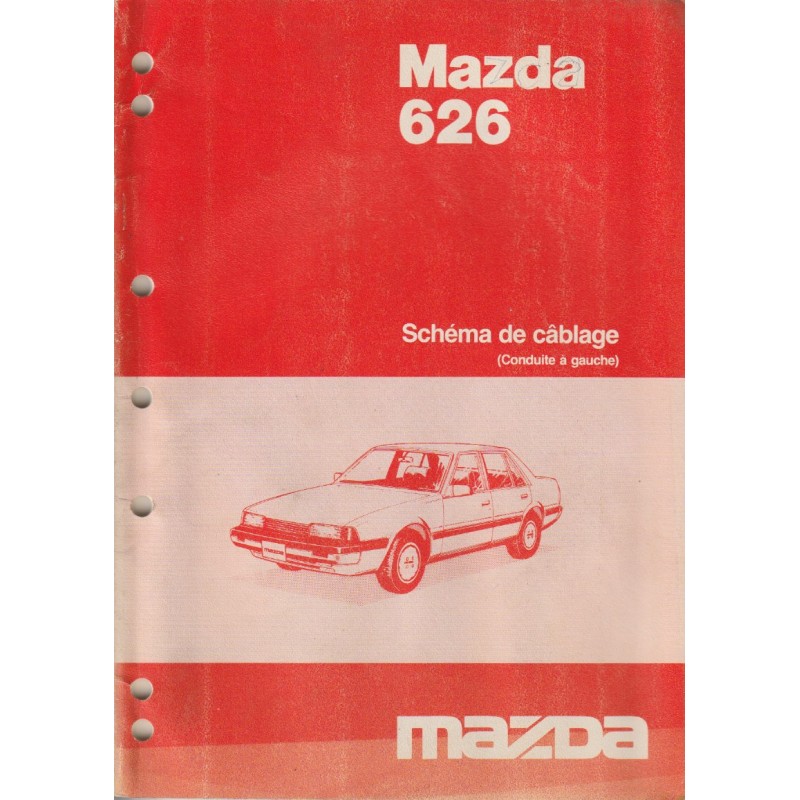 Mazda
626
Schéma de câblage
(Conduite à gauche)
mazda